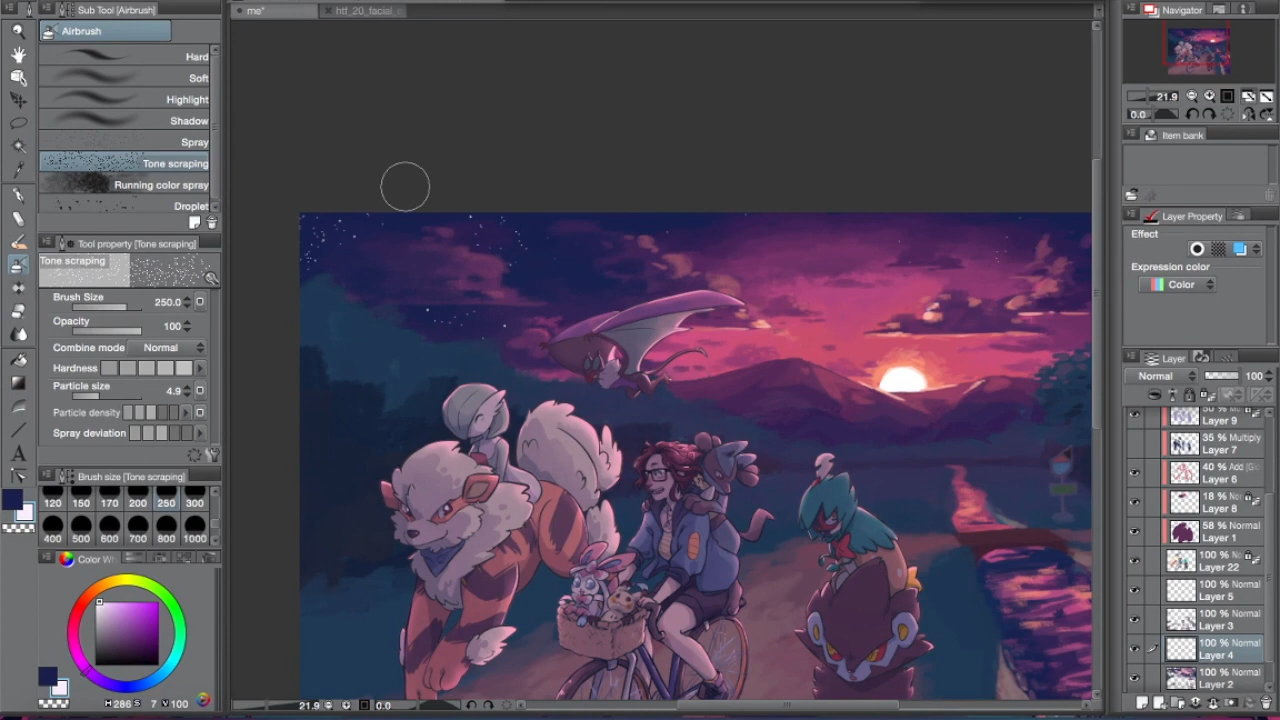 Sub Tool [Airbrush]
Airbrush
Hard
Soft
Highlight
Shadow
Spray
Tone scraping
Running color spray
Droplet
Tool property [Tone scraping]
Tone scraping
Brush Size 250.0
Opacity 100
Combine mode Normal
Hardness
Particle size 4.9
Particle density
Spray deviation
Brush size [Tone scraping]
120 150 170 200 250 300
400 500 600 700 800 1000
Color W
H 286 S 7 V 100
me*
htf_20_facial
21.9 0.0
Navigator
21.9
0.0
Item bank
Layer Property
Effect
Expression color
Color
Layer
Normal 100
Layer 9
35 % Multiply
Layer 7
40 % Add (Gl
Layer 6
18 % Nor
Layer 8
58 % Normal
Layer 1
100 % No
Layer 22
100 % Normal
Layer 5
100 % Normal
Layer 3
100 % Normal
Layer 4
100 % Normal
Layer 2